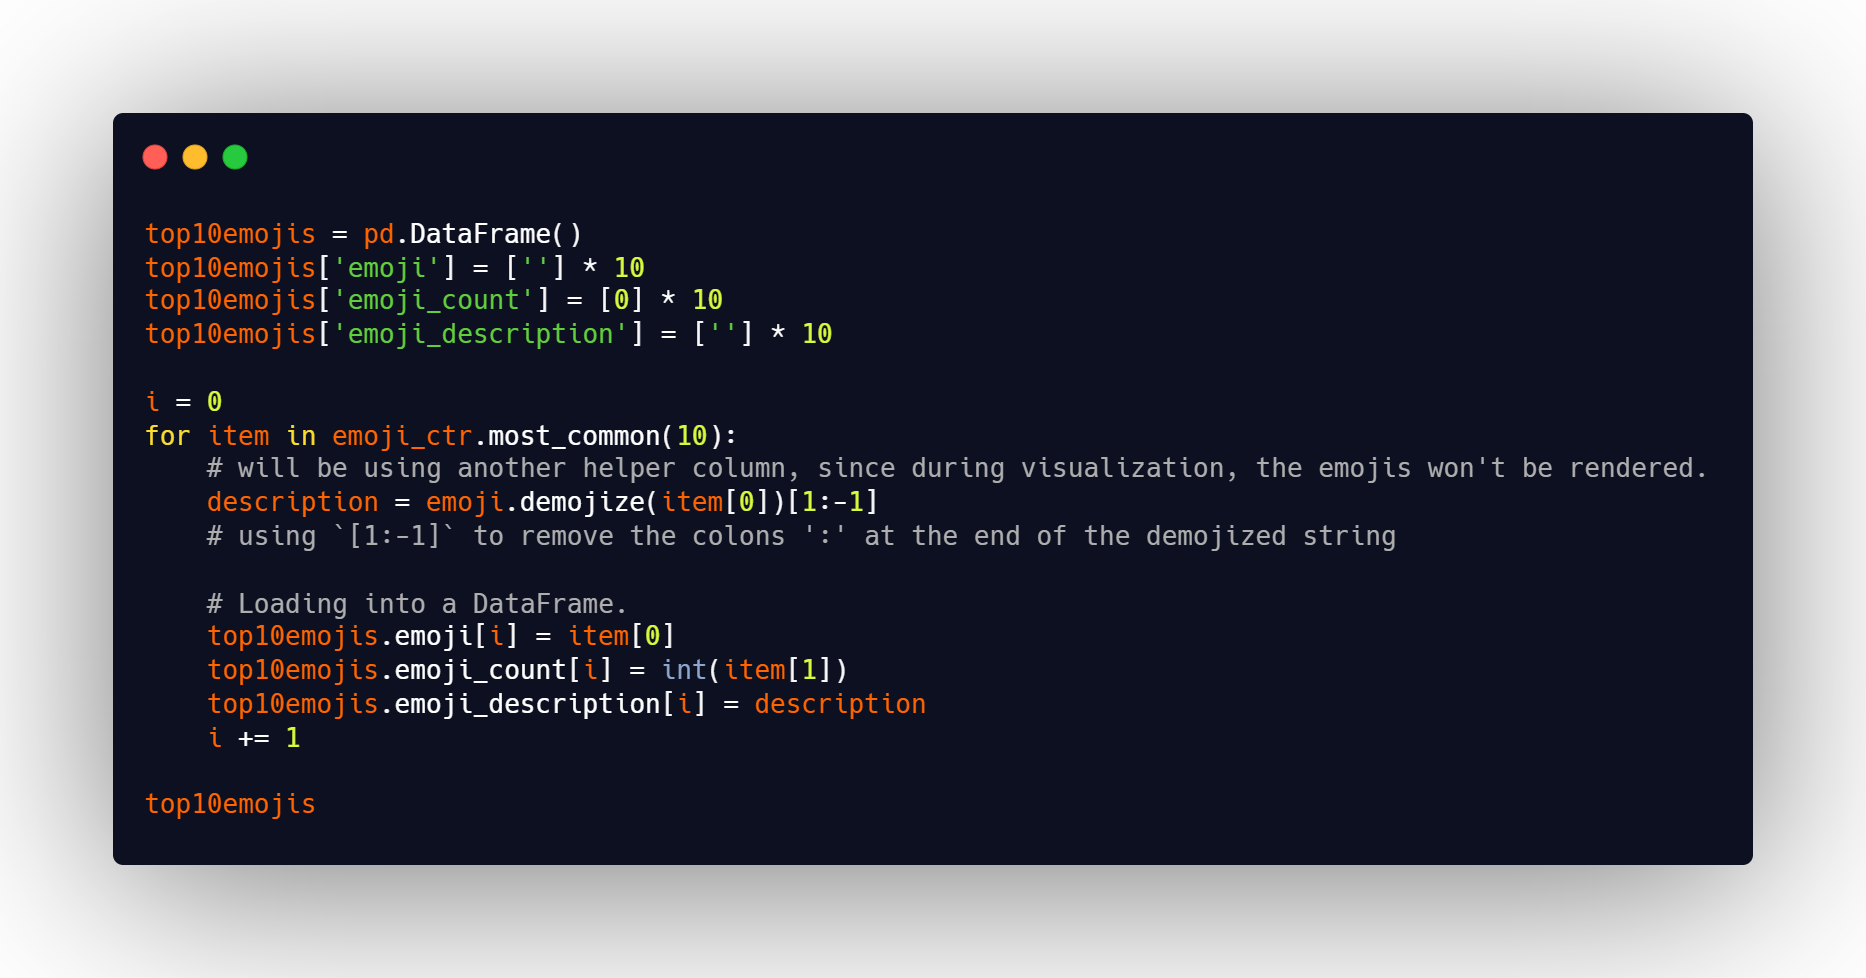 top10emojis = pd.DataFrame()
top10emojis['emoji'] = [''] * 10
top10emojis['emoji_count'] = [0] * 10
top10emojis['emoji_description'] = [''] * 10

i = 0
for item in emoji_ctr.most_common(10):
    # will be using another helper column, since during visualization, the emojis won't be rendered.
    description = emoji.demojize(item[0])[1:-1]
    # using `[1:-1]` to remove the colons ':' at the end of the demojized string

    # Loading into a DataFrame.
    top10emojis.emoji[i] = item[0]
    top10emojis.emoji_count[i] = int(item[1])
    top10emojis.emoji_description[i] = description
    i += 1

top10emojis